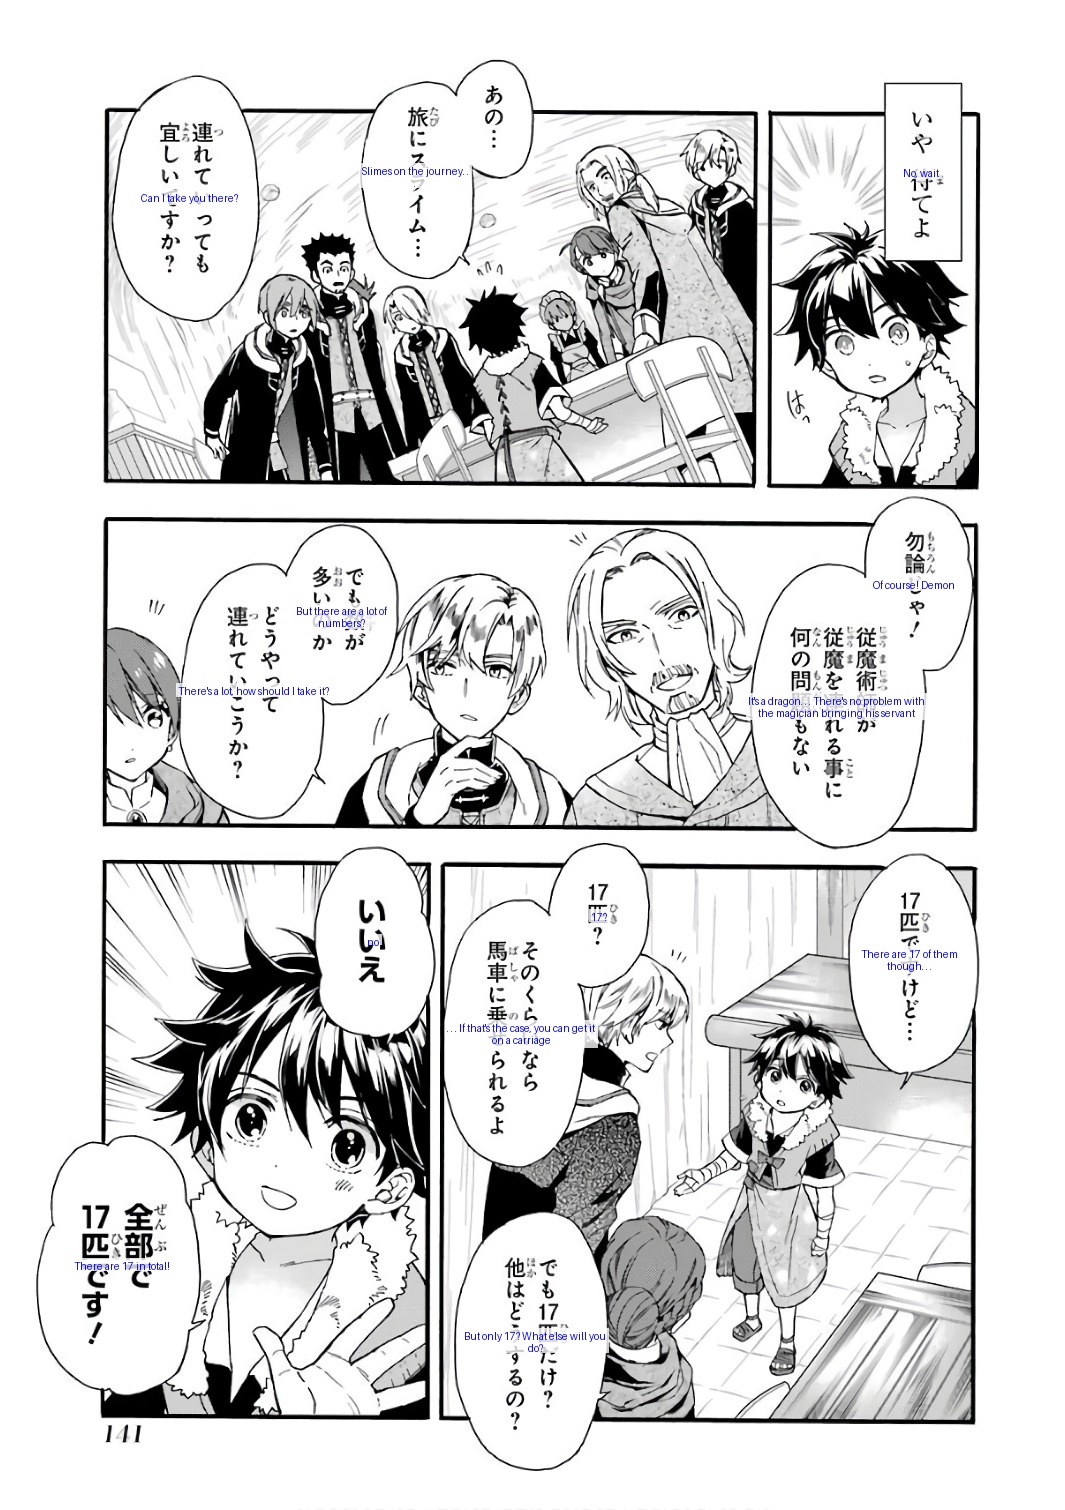 いや
待てよ
はっ
あの…
旅にスライム…
連れていっても
宜しいですか?
No, wait
Slimes on the journey...
Can I take you there?
勿論じゃ!
従魔術師が
従魔を連れる事に
何の問題もない
でも数が
多いのか
どうやって
連れていこうか?
Of course! Demon
It's a dragon... There's no problem with
the magician bringing his servant
But there are a lot of
numbers?
There's a lot, how should I take it?
17匹ですけど…
17匹?
そのくらいなら
馬車に乗せられるよ
でも17匹だけ?
他はどうするの?
There are 17 of them
though...
17?
... If that's the case, you can get it
on a carriage
But only 17? What else will you
do?
いいえ
全部で
17匹です!
no
There are 17 in total!
141